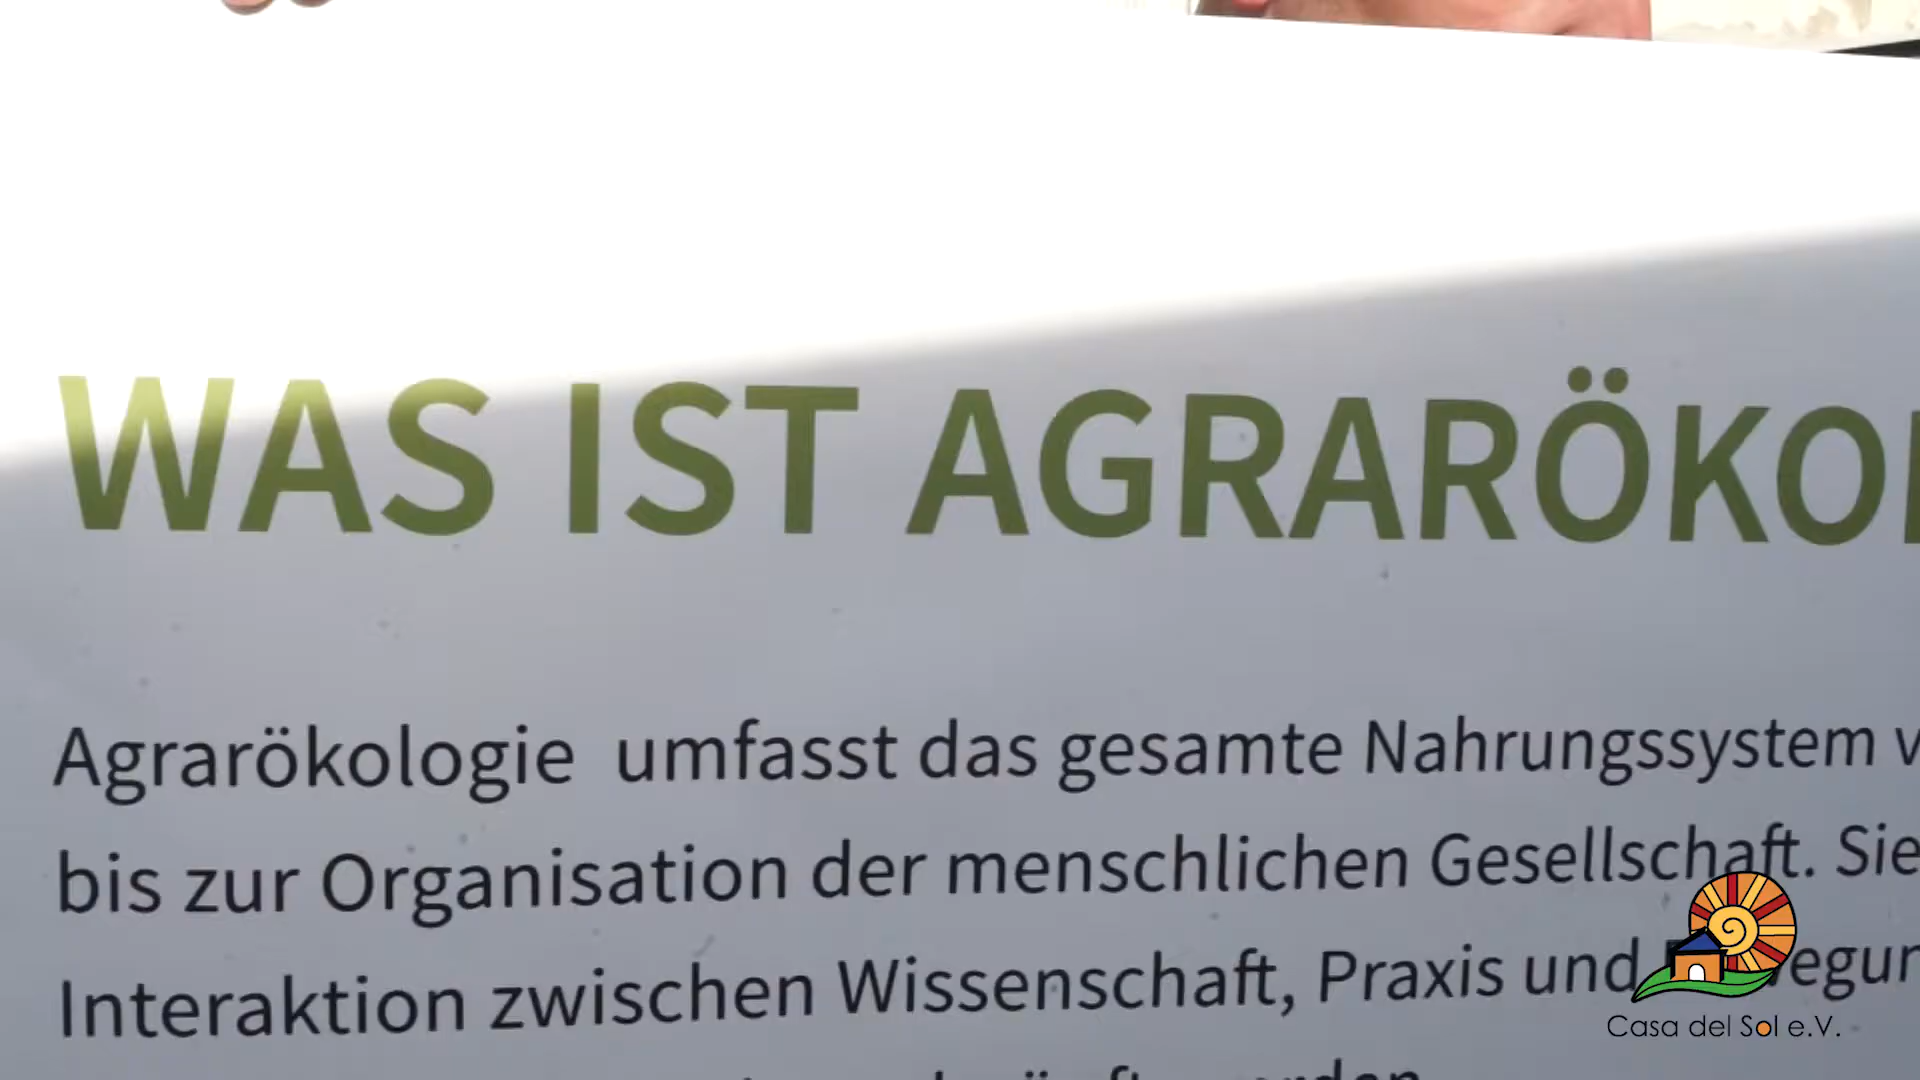 WAS IST AGRARÖKO
Agrarökologie umfasst das gesamte Nahrungssystem
bis zur Organisation der menschlichen Gesellschaft. Sie
Interaktion zwischen Wissenschaft, Praxis und
Casa del Sol e.V.